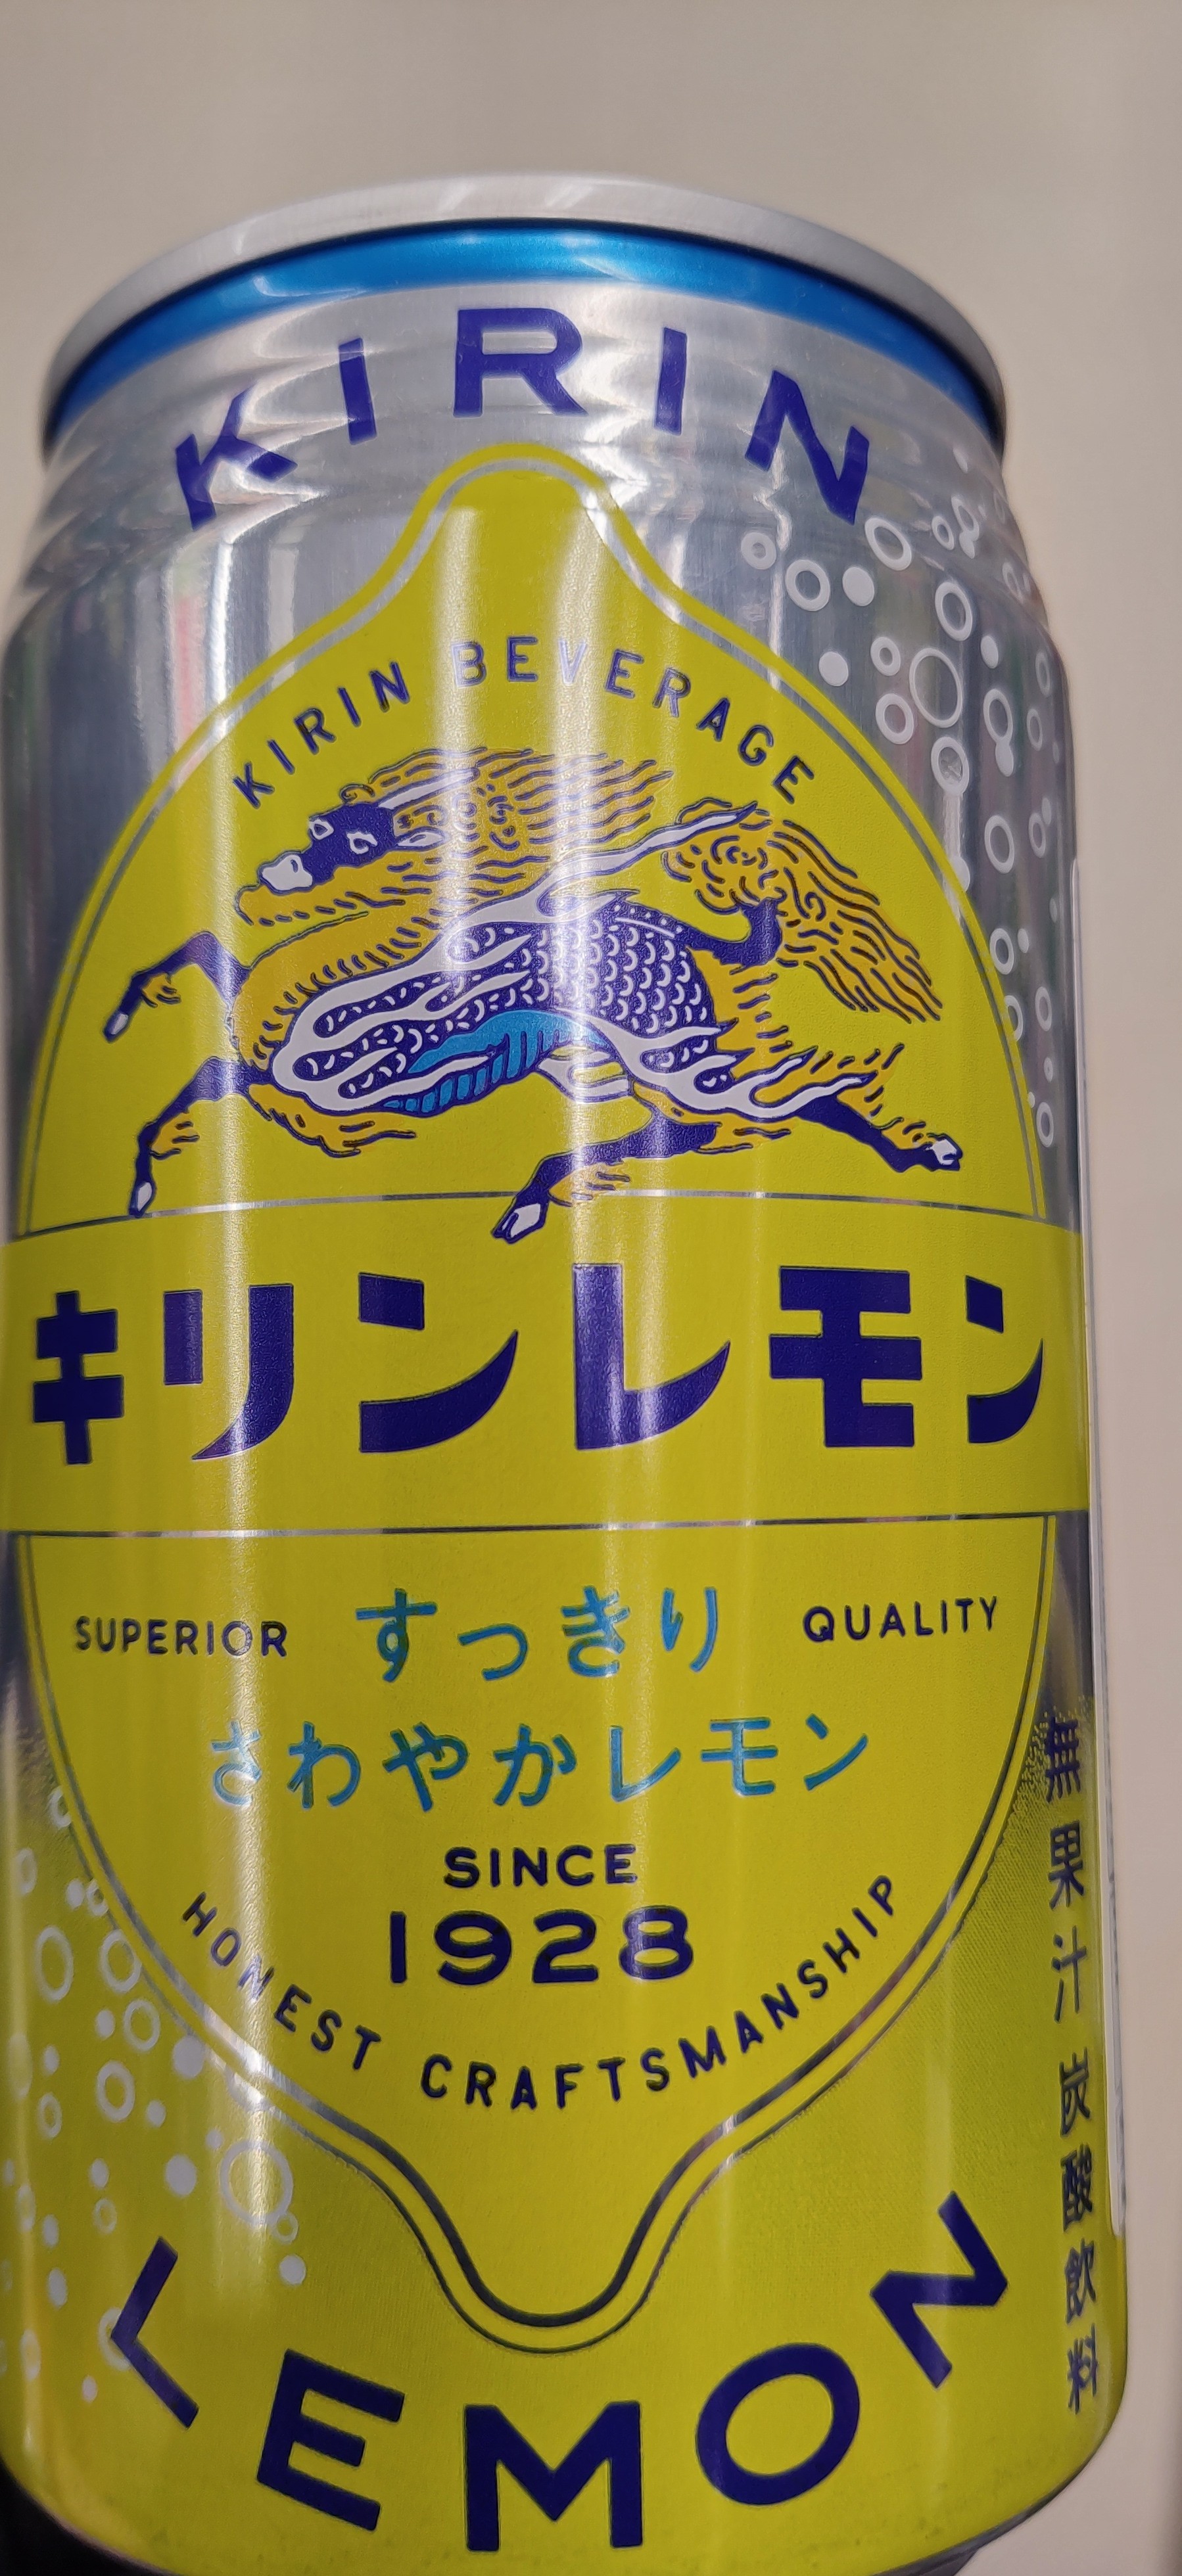 KIRIN
KIRIN BEVERAGE
キリンレモン
SUPERIOR すっきり QUALITY
さわやかレモン
SINCE
1928
HONEST CRAFTSMANSHIP
LEMON
無果汁 炭酸飲料